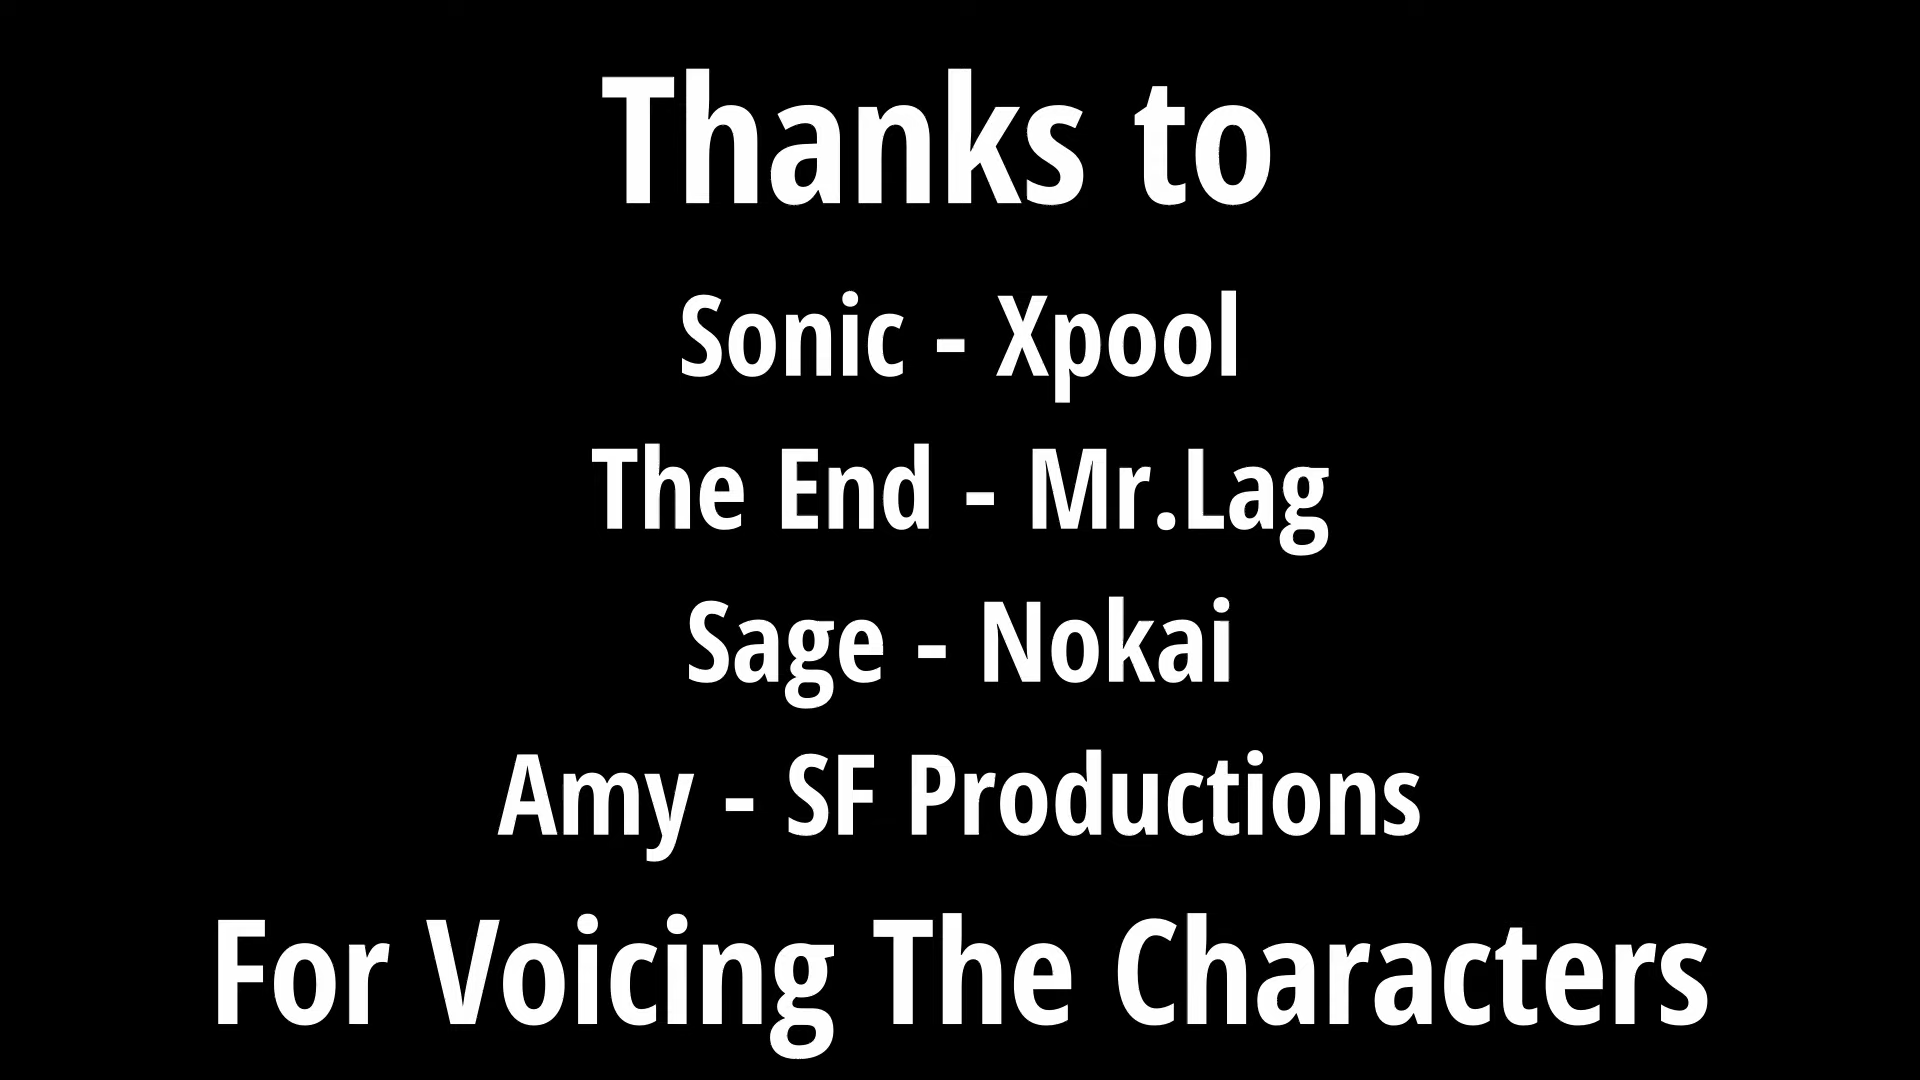 Thanks to
Sonic - Xpool
The End - Mr.Lag
Sage - Nokai
Amy - SF Productions
For Voicing The Characters